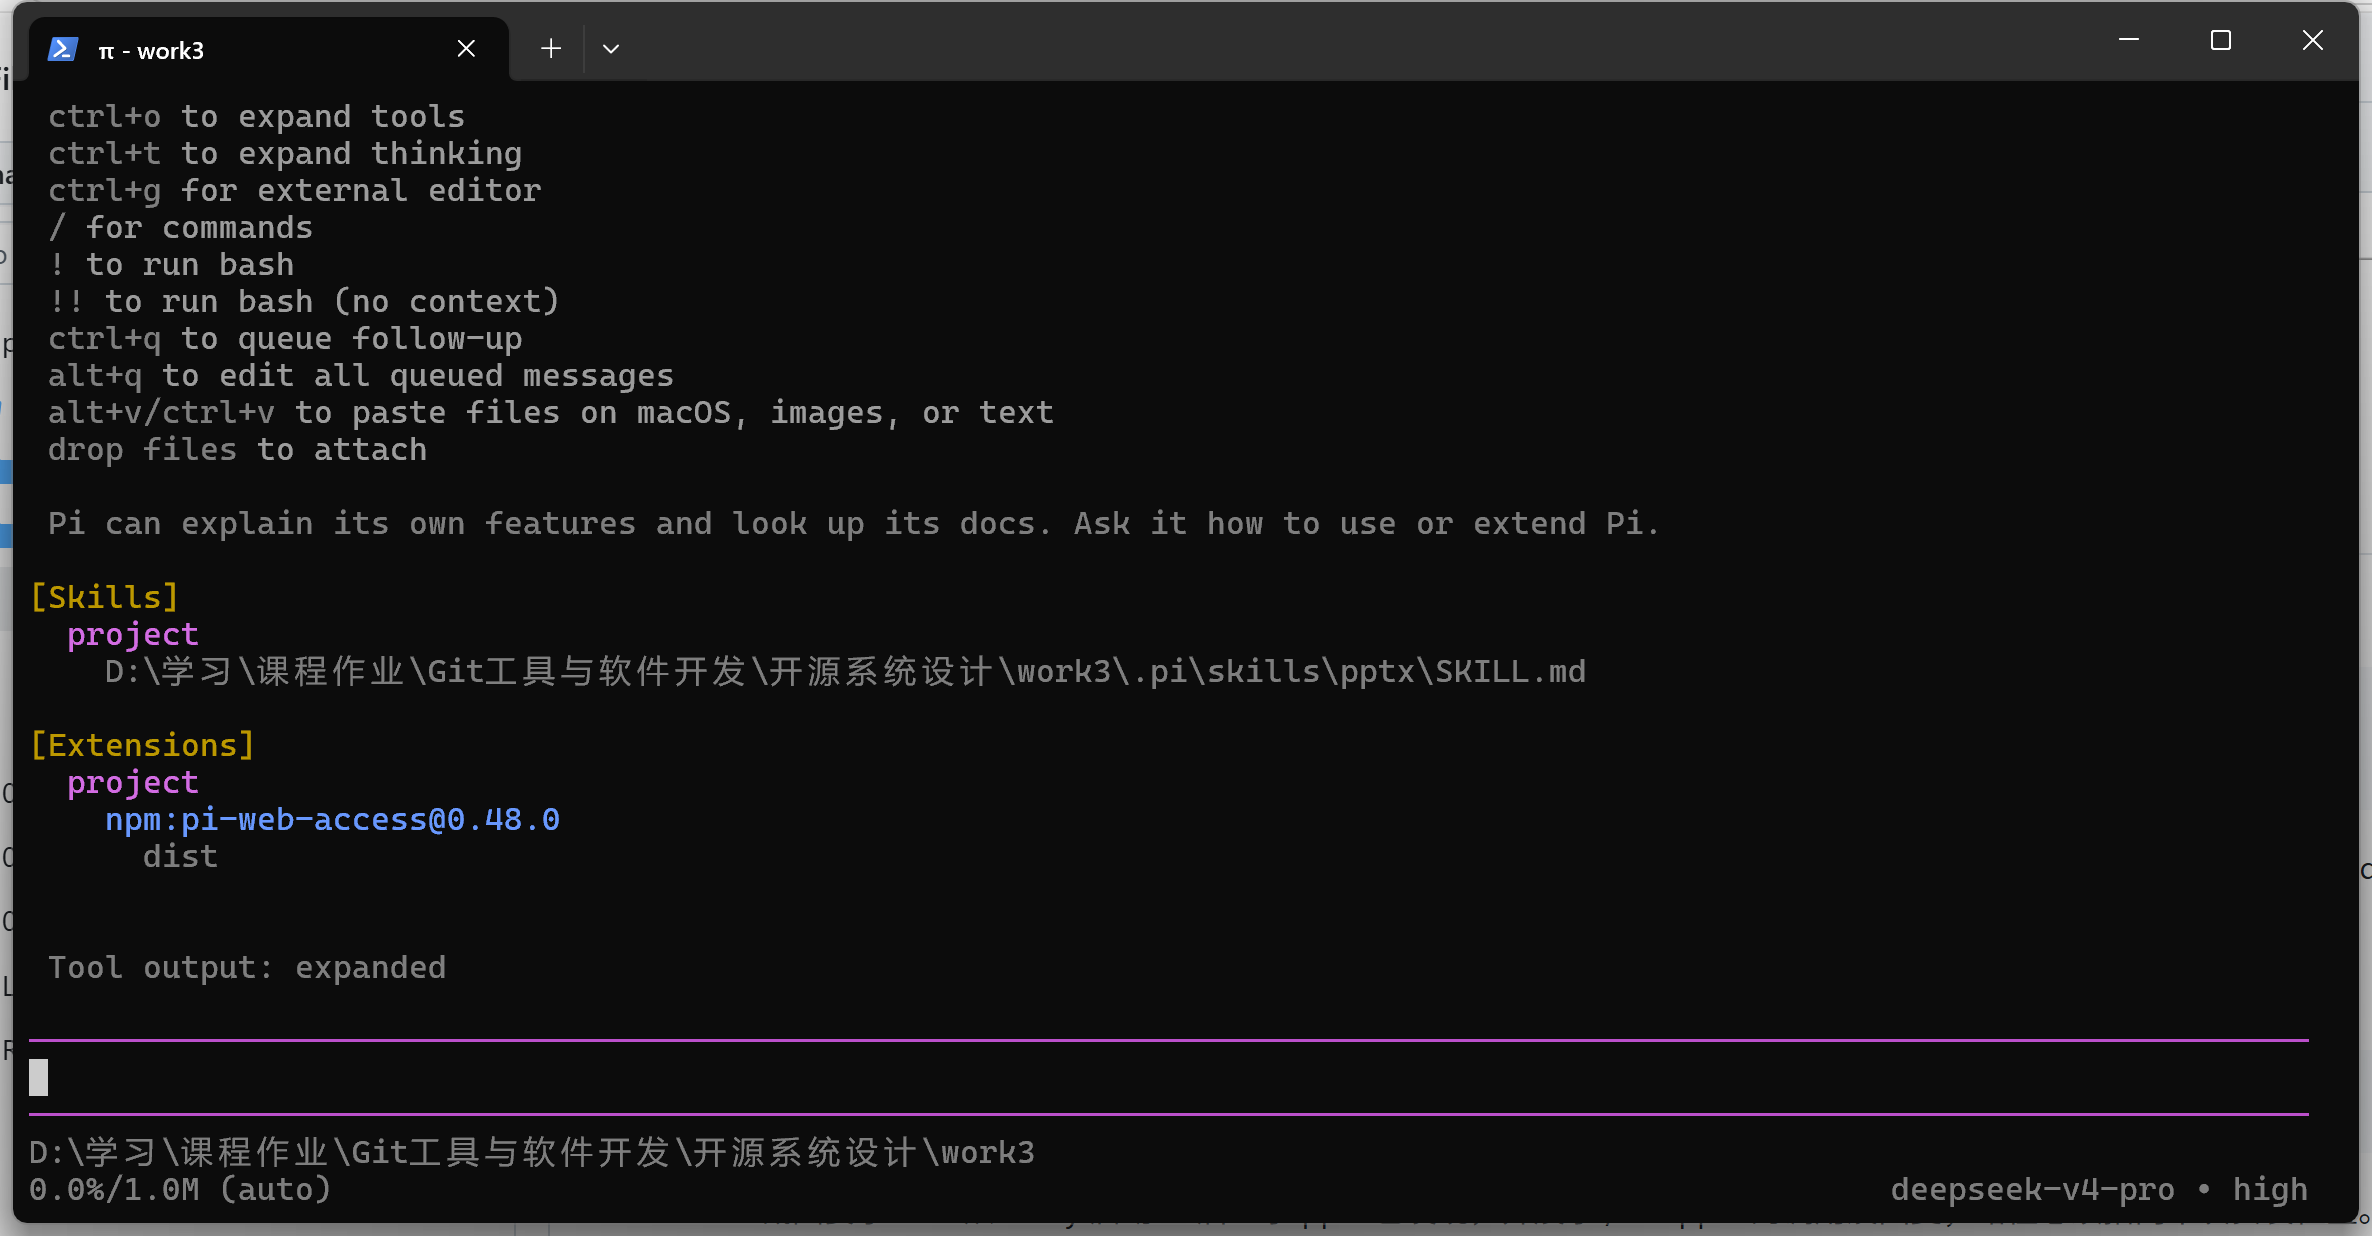 π - work3
ctrl+o to expand tools
ctrl+t to expand thinking
ctrl+g for external editor
/ for commands
! to run bash
!! to run bash (no context)
ctrl+q to queue follow-up
alt+q to edit all queued messages
alt+v/ctrl+v to paste files on macOS, images, or text
drop files to attach
Pi can explain its own features and look up its docs. Ask it how to use or extend Pi.
[Skills]
project
D:\学习\课程作业\Git工具与软件开发\开源系统设计\work3\.pi\skills\pptx\SKILL.md
[Extensions]
project
npm:pi-web-access@0.48.0
dist
Tool output: expanded
D:\学习\课程作业\Git工具与软件开发\开源系统设计\work3
0.0%/1.0M (auto)
deepseek-v4-pro • high